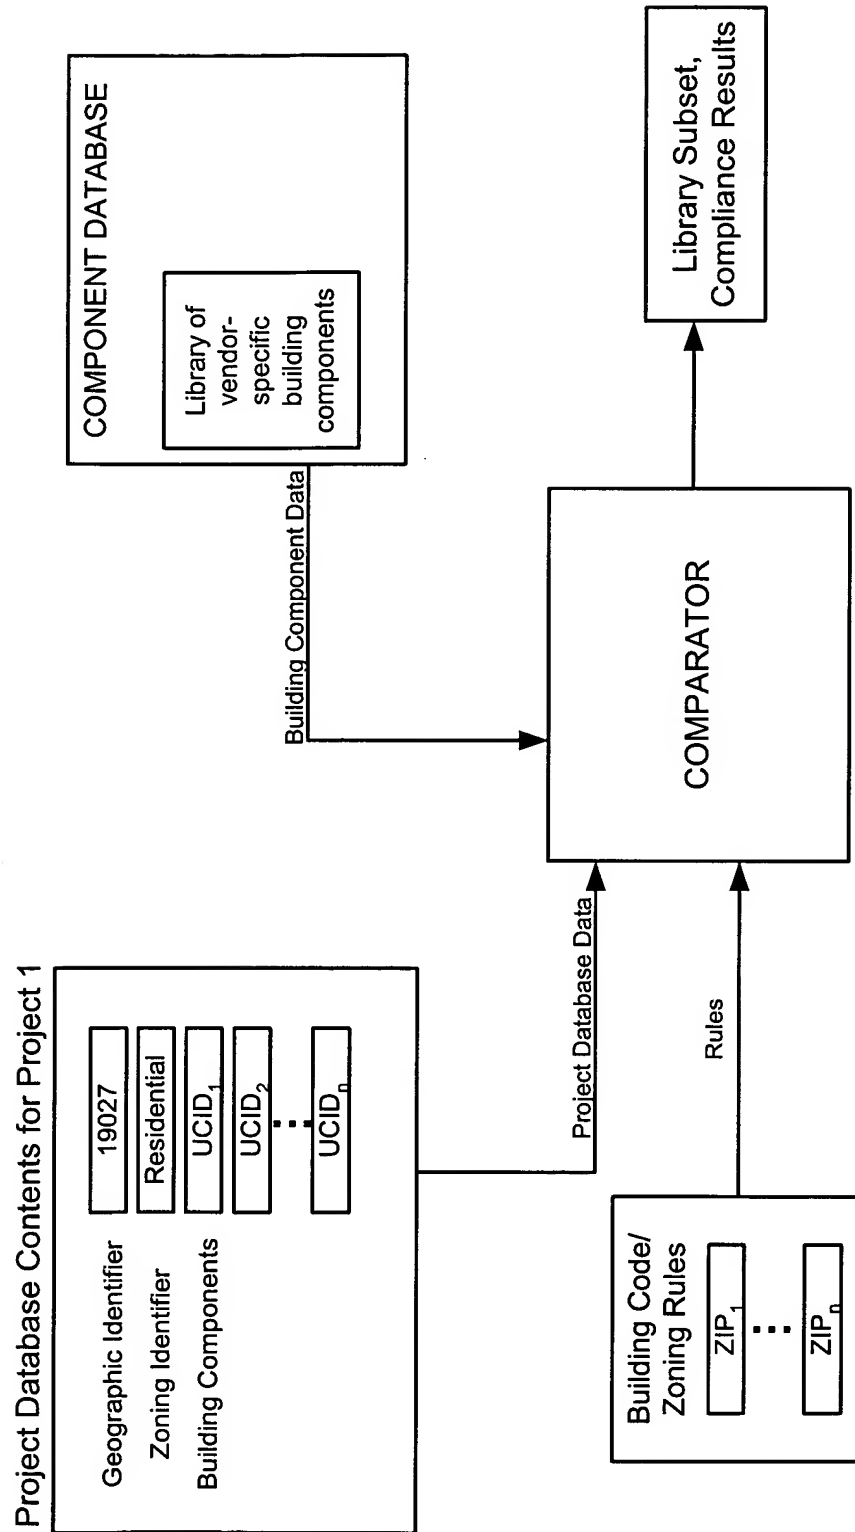 Project Database Contents for Project 1
Geographic Identifier
19027
Zoning Identifier
Residential
Building Components
UCID₁
UCID₂
...
UCIDₙ
COMPONENT DATABASE
Library of
vendor-
specific
building
components
Building Component Data
Project Database Data
Rules
Building Code/
Zoning Rules
ZIP₁
...
ZIPₙ
COMPARATOR
Library Subset,
Compliance Results